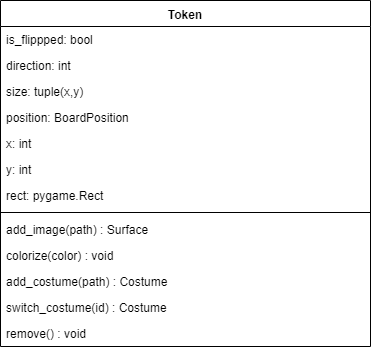 Token
is_flippped: bool
direction: int
size: tuple(x,y)
position: BoardPosition
x: int
y: int
rect: pygame.Rect
add_image(path) : Surface
colorize(color) : void
add_costume(path) : Costume
switch_costume(id) : Costume
remove() : void